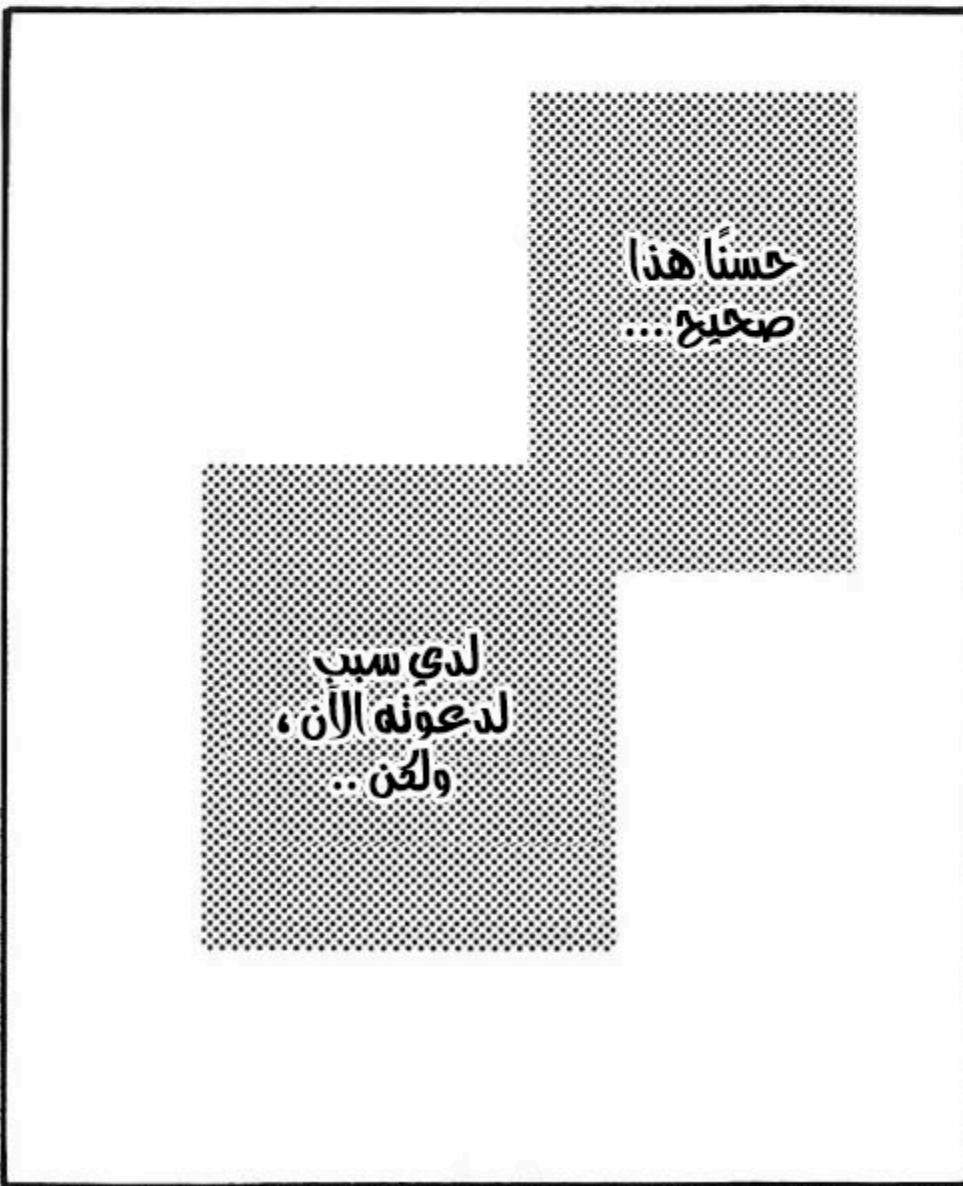 حسنًا هذا
صحيح ...
لدي سبب
لدعوته الآن ،
ولكن ..